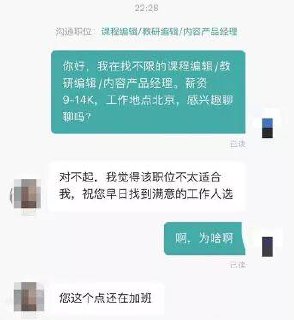 22:28
沟通职位：课程编辑/教研编辑/内容产品经理
你好，我在找不限的课程编辑/教
研编辑/内容产品经理。薪资
9-14K，工作地点北京，感兴趣聊
聊吗？
已读
对不起，我觉得该职位不太适合
我，祝您早日找到满意的工作人选
啊，为啥啊
已读
您这个点还在加班